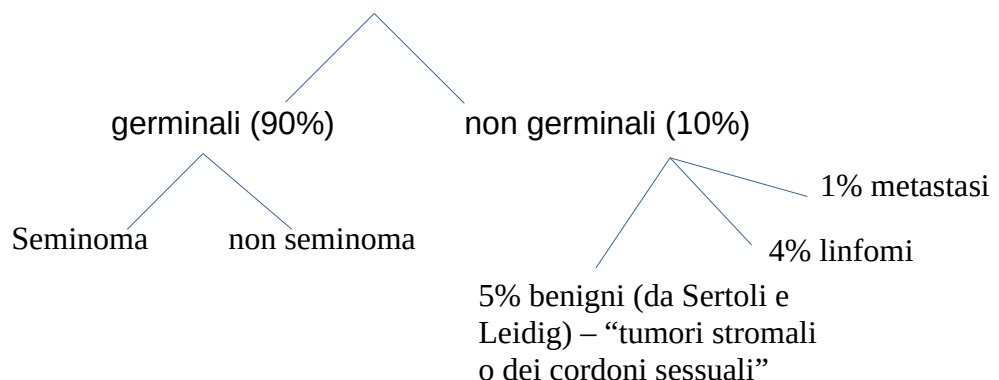 germinali (90%)
non germinali (10%)
Seminoma
non seminoma
1% metastasi
4% linfomi
5% benigni (da Sertoli e
Leidig) – “tumori stromali
o dei cordoni sessuali”